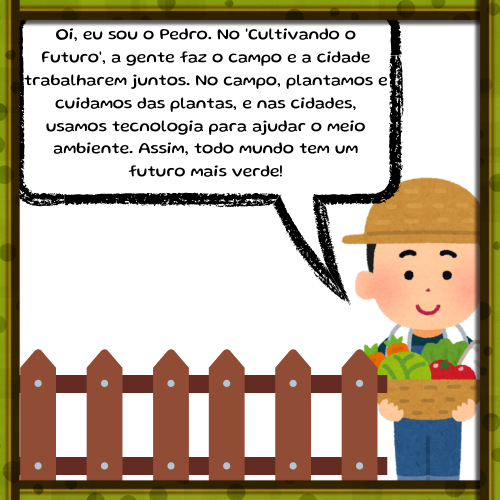 Oi, eu sou o Pedro. No 'Cultivando o
Futuro', a gente faz o campo e a cidade
trabalharem juntos. No campo, plantamos e
cuidamos das plantas, e nas cidades,
usamos tecnologia para ajudar o meio
ambiente. Assim, todo mundo tem um
futuro mais verde!